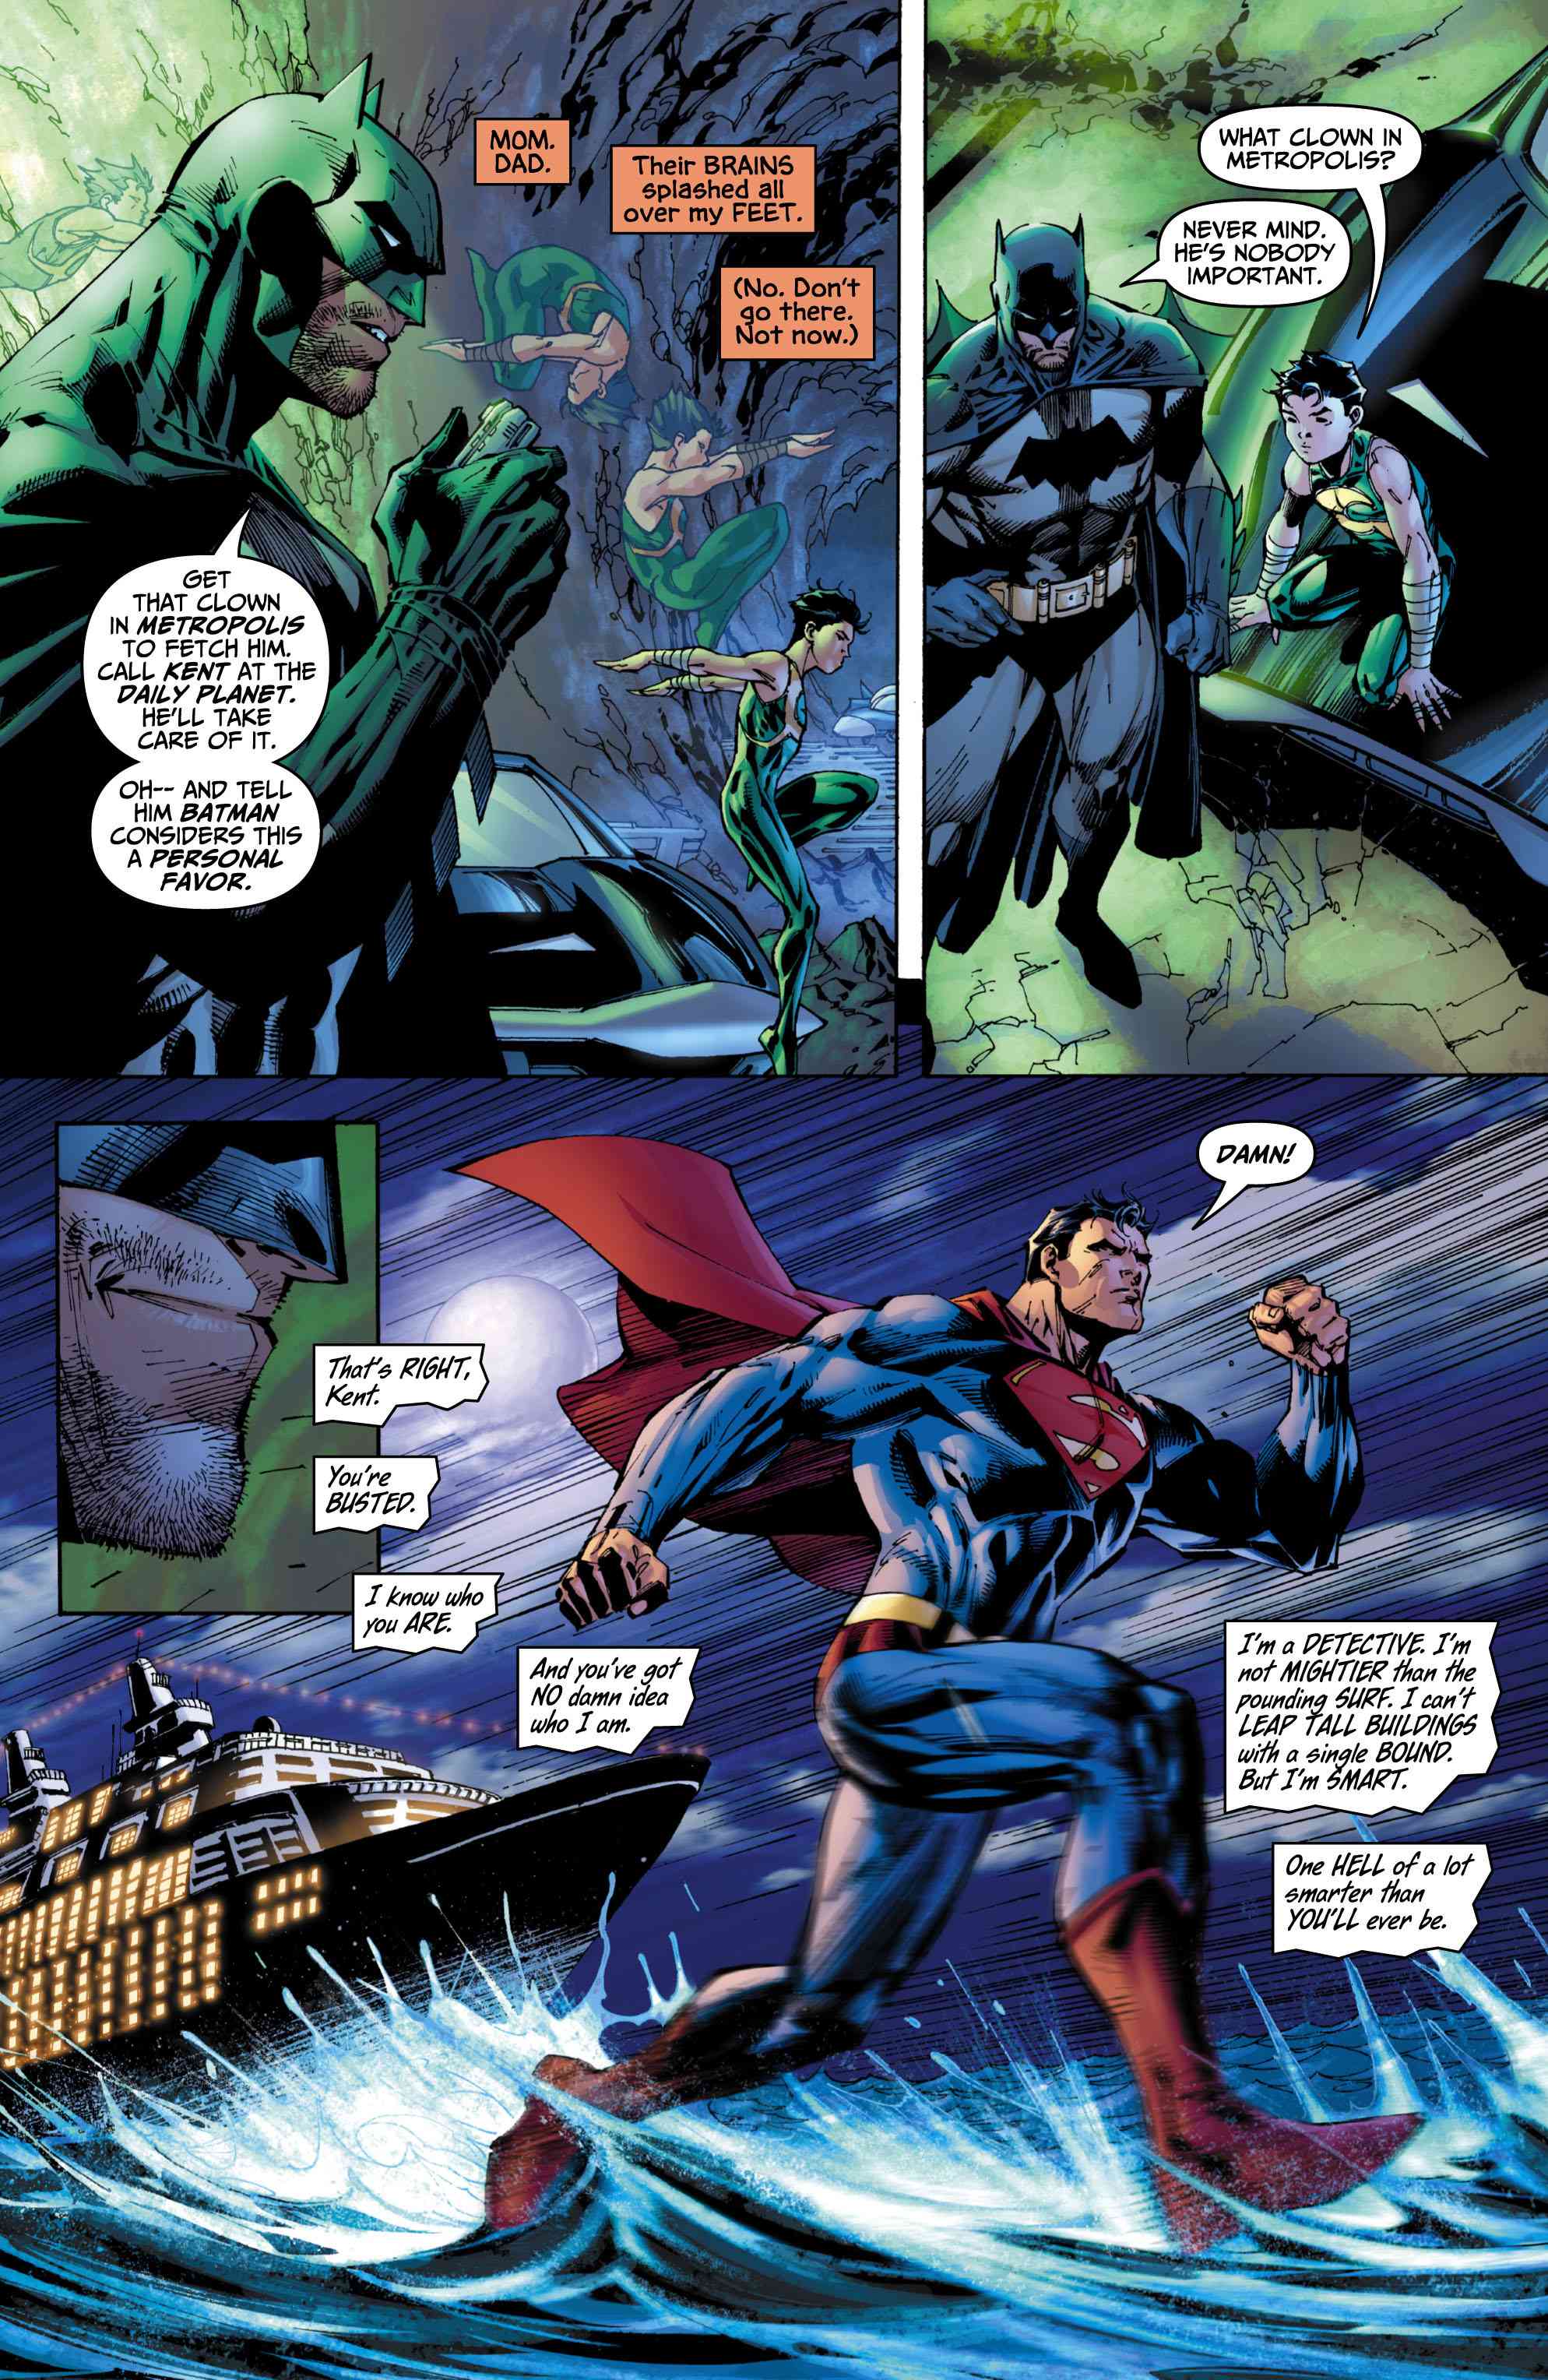 MOM.
DAD.
Their BRAINS
splashed all
over my FEET.
(No. Don't
go there.
Not now.)
GET
THAT CLOWN
IN METROPOLIS
TO FETCH HIM.
CALL KENT AT THE
DAILY PLANET.
HE'LL TAKE
CARE OF IT.
OH-- AND TELL
HIM BATMAN
CONSIDERS THIS
A PERSONAL
FAVOR.
WHAT CLOWN IN
METROPOLIS?
NEVER MIND.
HE'S NOBODY
IMPORTANT.
DAMN!
That's RIGHT,
Kent.
You're
BUSTED.
I know who
you ARE.
And you've got
NO damn idea
who I am.
I'm a DETECTIVE. I'm
not MIGHTIER than the
pounding SURF. I can't
LEAP TALL BUILDINGS
with a single BOUND.
But I'm SMART.
One HELL of a lot
smarter than
YOU'LL ever be.